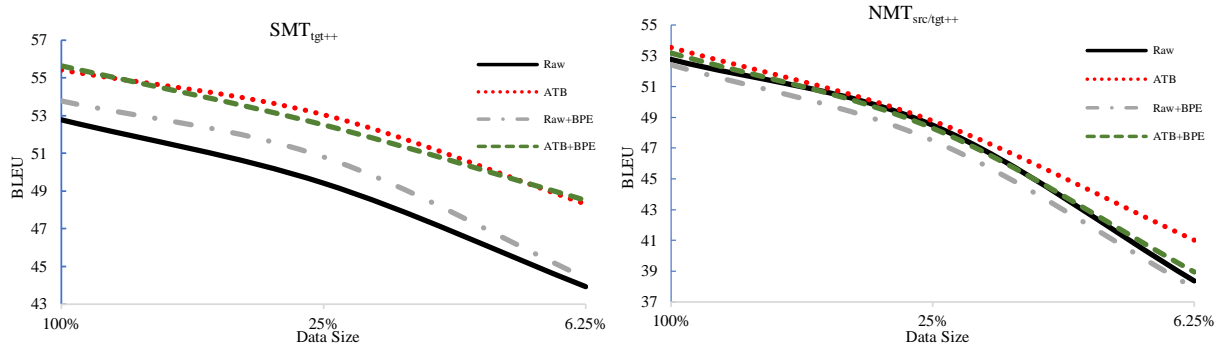 SMTtgt++
57
55
53
51
49
47
45
43
BLEU
100%
25%
6.25%
Data Size
Raw
ATB
Raw+BPE
ATB+BPE
NMTsrc/tgt++
55
53
51
49
47
45
43
41
39
37
BLEU
100%
25%
6.25%
Data Size
Raw
ATB
Raw+BPE
ATB+BPE